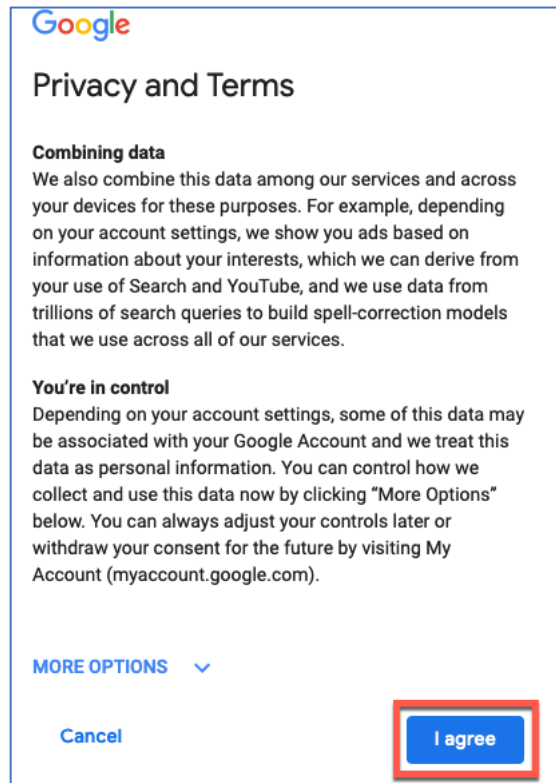 Google
Privacy and Terms
Combining data
We also combine this data among our services and across
your devices for these purposes. For example, depending
on your account settings, we show you ads based on
information about your interests, which we can derive from
your use of Search and YouTube, and we use data from
trillions of search queries to build spell-correction models
that we use across all of our services.
You’re in control
Depending on your account settings, some of this data may
be associated with your Google Account and we treat this
data as personal information. You can control how we
collect and use this data now by clicking “More Options”
below. You can always adjust your controls later or
withdraw your consent for the future by visiting My
Account (myaccount.google.com).
MORE OPTIONS
Cancel
I agree